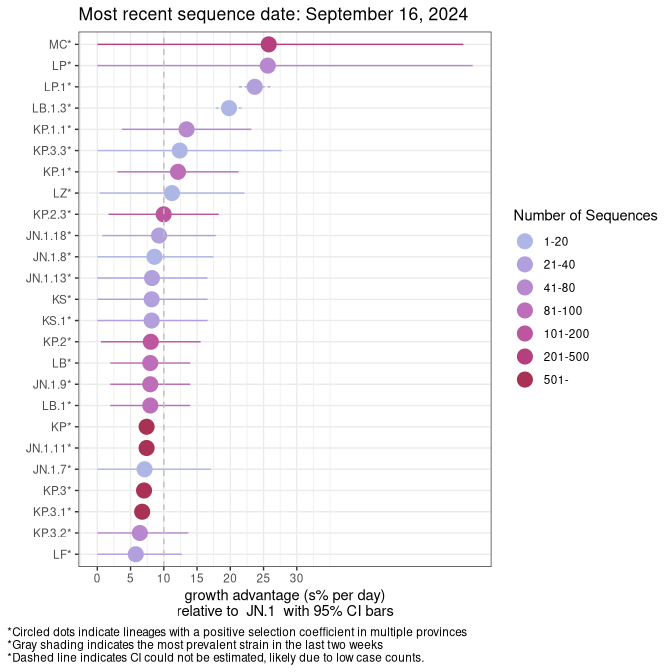 Most recent sequence date: September 16, 2024
MC*
LP*
LP.1*
LB.1.3*
KP.1.1*
KP.3.3*
KP.1*
LZ*
KP.2.3*
JN.1.18*
JN.1.8*
JN.1.13*
KS*
KS.1*
KP.2*
LB*
JN.1.9*
LB.1*
KP*
JN.1.11*
JN.1.7*
KP.3*
KP.3.1*
KP.3.2*
LF*
0 5 10 15 20 25 30
growth advantage (s% per day)
relative to JN.1 with 95% CI bars
Number of Sequences
1-20
21-40
41-80
81-100
101-200
201-500
501-
*Circled dots indicate lineages with a positive selection coefficient in multiple provinces
*Gray shading indicates the most prevalent strain in the last two weeks
*Dashed line indicates CI could not be estimated, likely due to low case counts.